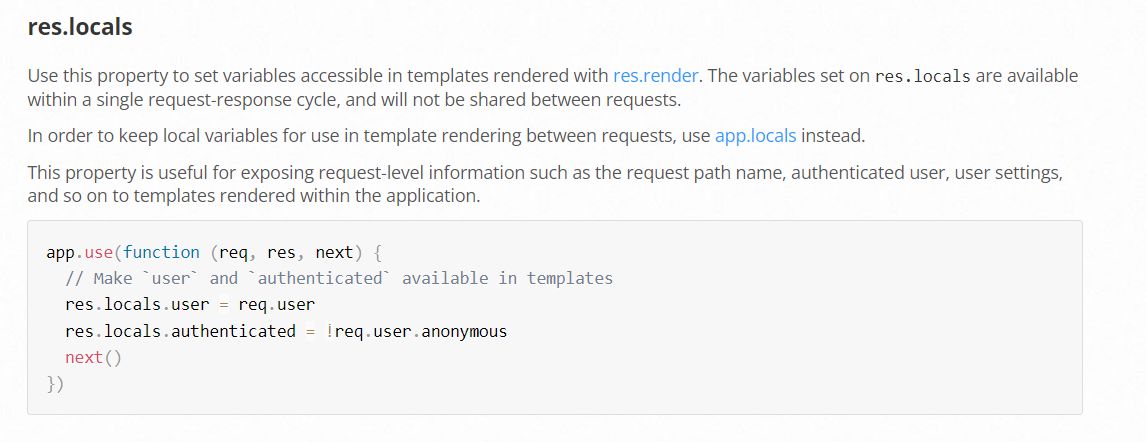 res.locals
Use this property to set variables accessible in templates rendered with res.render. The variables set on res.locals are available
within a single request-response cycle, and will not be shared between requests.
In order to keep local variables for use in template rendering between requests, use app.locals instead.
This property is useful for exposing request-level information such as the request path name, authenticated user, user settings,
and so on to templates rendered within the application.
app.use(function (req, res, next) {
  // Make `user` and `authenticated` available in templates
  res.locals.user = req.user
  res.locals.authenticated = !req.user.anonymous
  next()
})